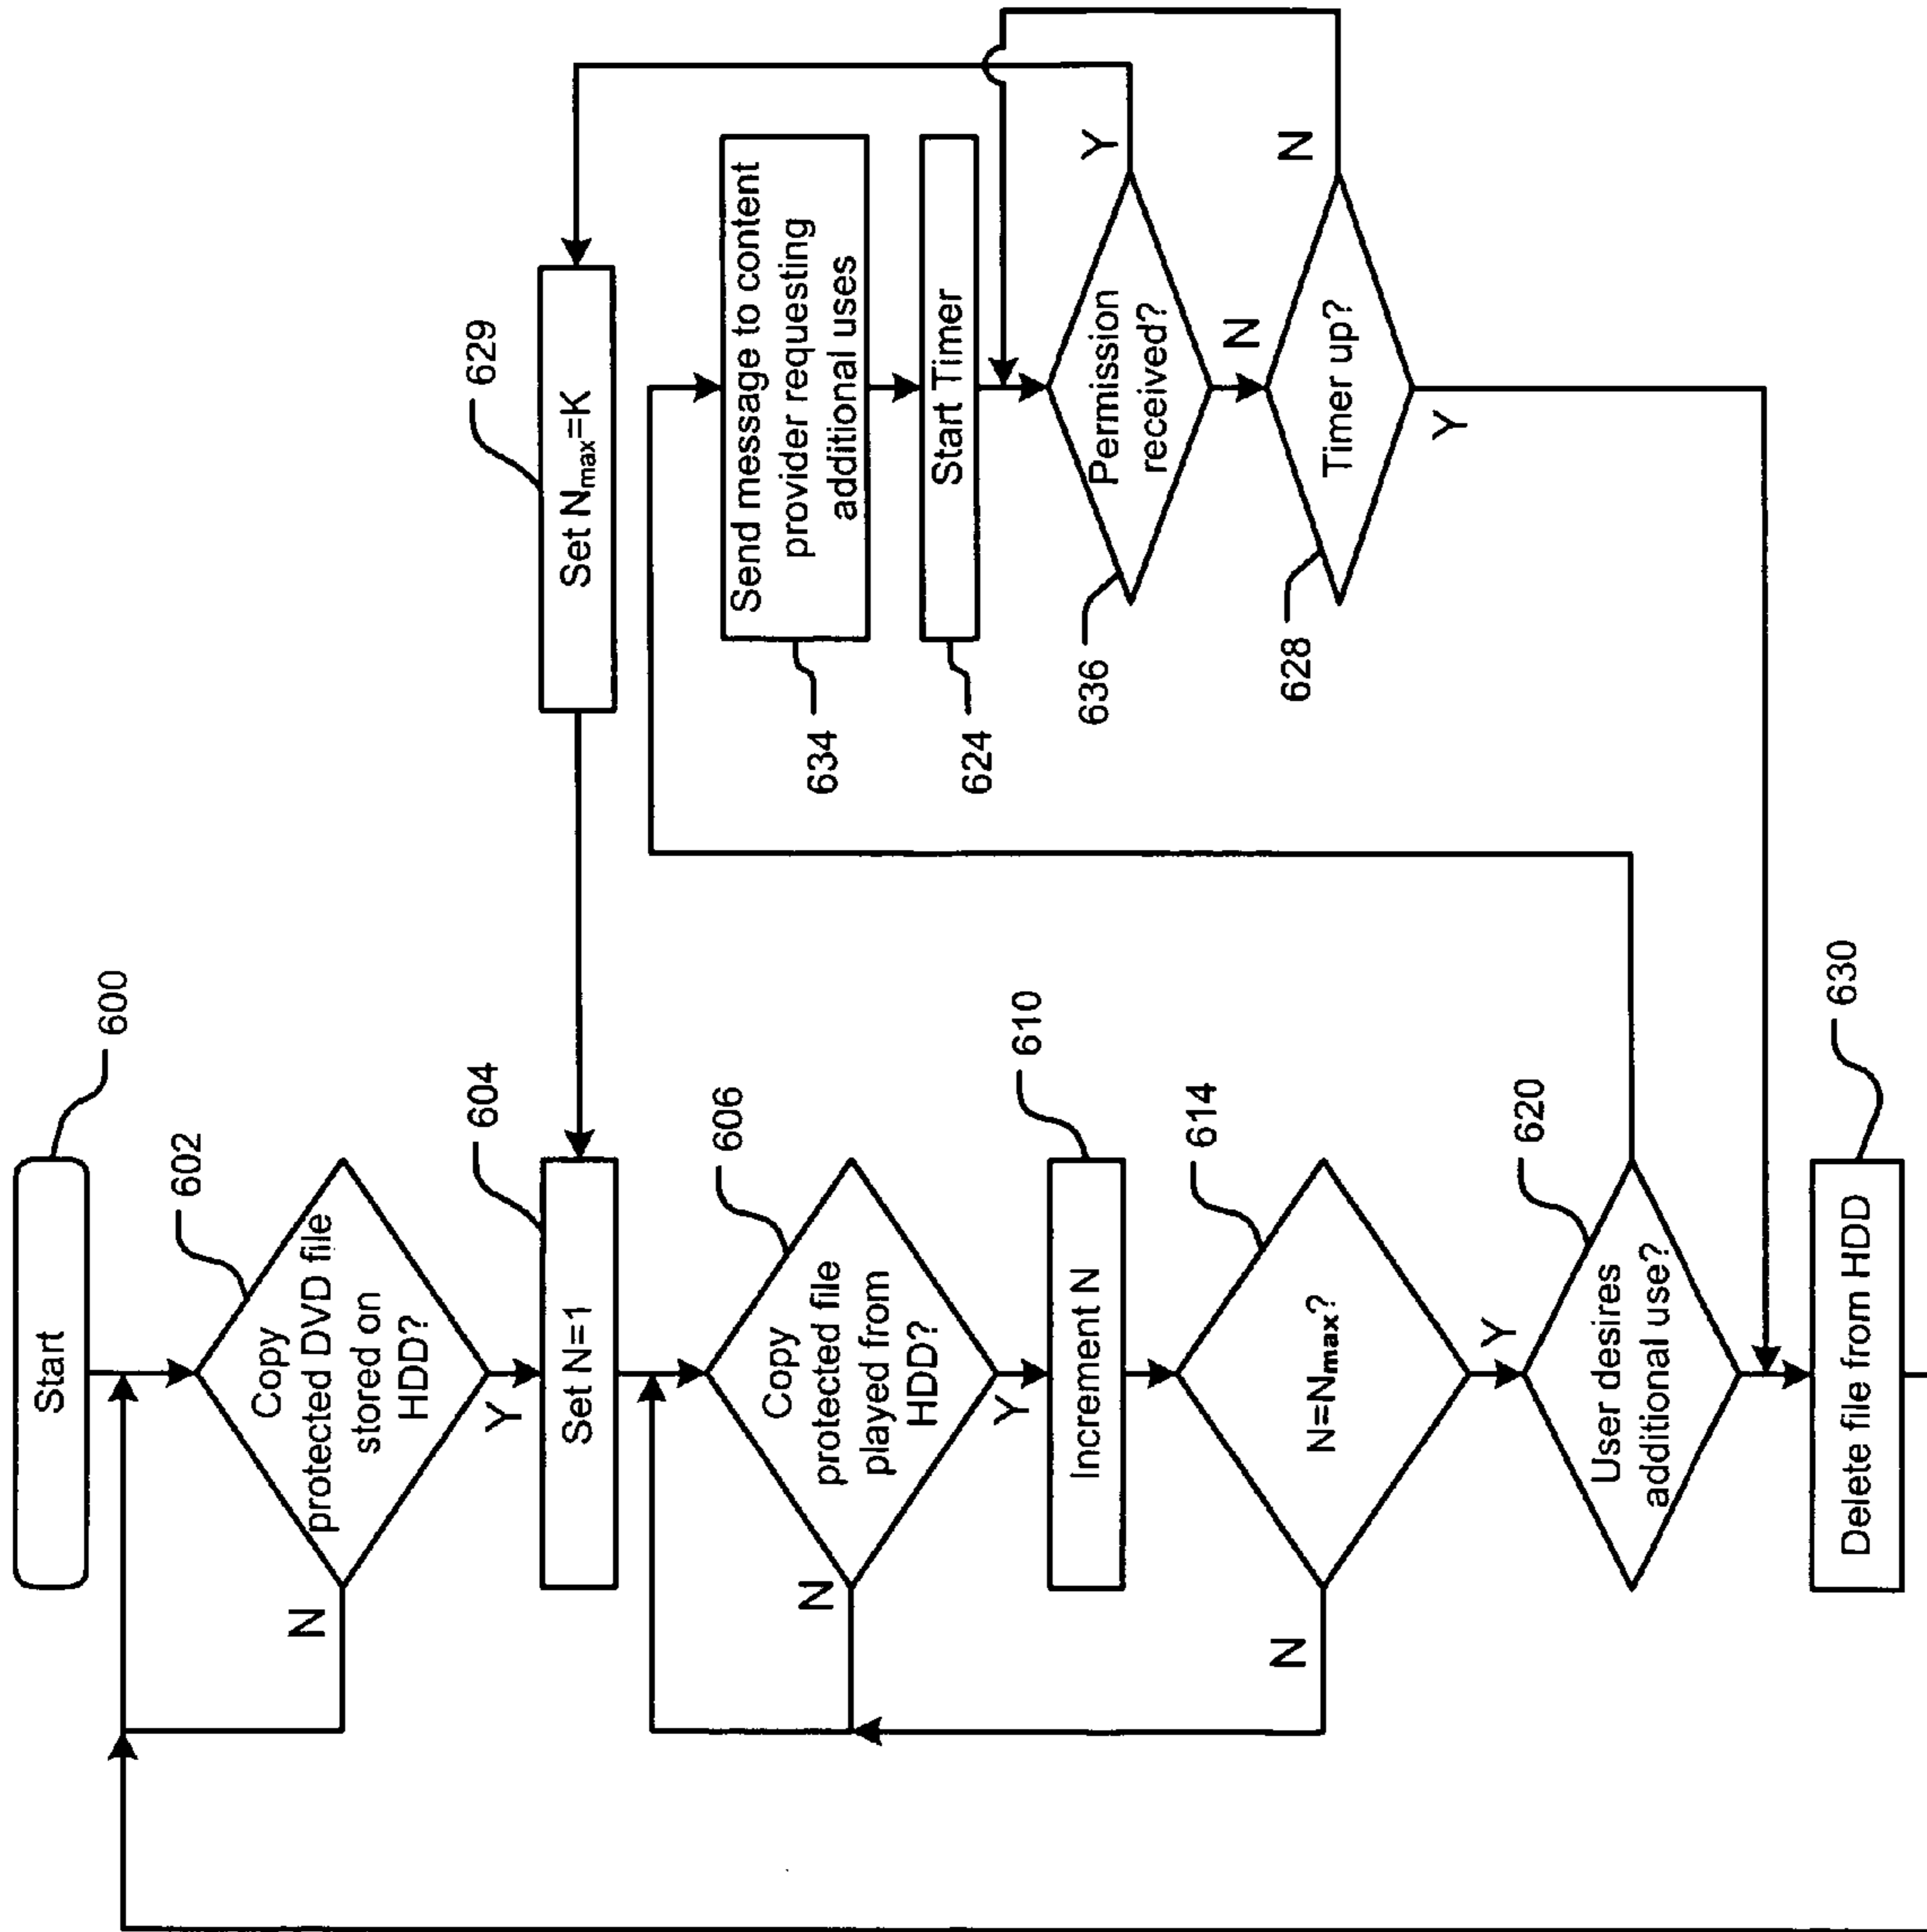 Start
600
Copy
protected DVD file
stored on
HDD?
602
N
Y
Set N=1
604
Copy
protected file
played from
HDD?
606
N
Y
Increment N
610
N=Nmax?
614
N
Y
User desires
additional use?
620
Delete file from HDD
630
Set Nmax=K
629
Send message to content
provider requesting
additional uses
634
Start Timer
624
Permission
received?
636
Y
N
Timer up?
628
N
Y